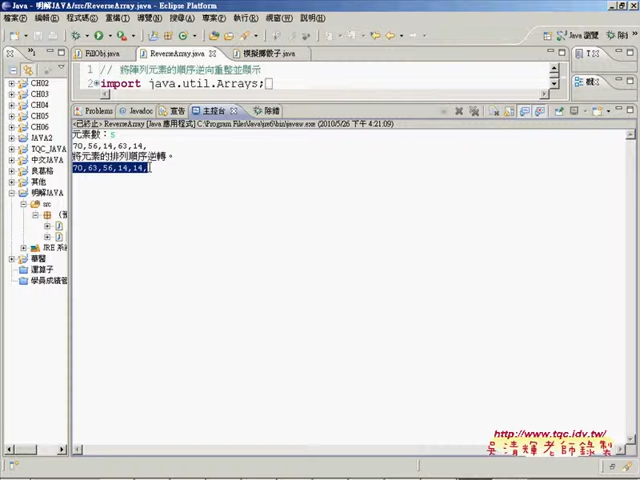 Java - 明解JAVA/src/ReverseArray.java - Eclipse Platform
檔案(F) 編輯(E) 程式碼(S) 重構(T) 導覽(N) 搜尋(A) 專案(P) 執行(R) 視窗(W) 說明(H)
Java 瀏覽 除錯
FillObj.java ReverseArray.java 模擬擲骰子.java
1 // 將陣列元素的順序逆向重整並顯示
2 import java.util.Arrays;
Problems Javadoc 宣告 主控台 除錯
<已終止> ReverseArray [Java 應用程式] C:\Program Files\Java\jre6\bin\javaw.exe (2010/5/26 下午 4:21:09)
元素數：5
70,56,14,63,14,
將元素的排列順序逆轉。
70,63,56,14,14,
CH02
CH03
CH04
CH05
CH06
JAVA2
TQC_JAVA
中文JAVA
良葛格
其他
明解JAVA
src
JRE 系統
華醫
運算子
學員成績管
http://www.tqc.idv.tw/
吳清輝老師錄製